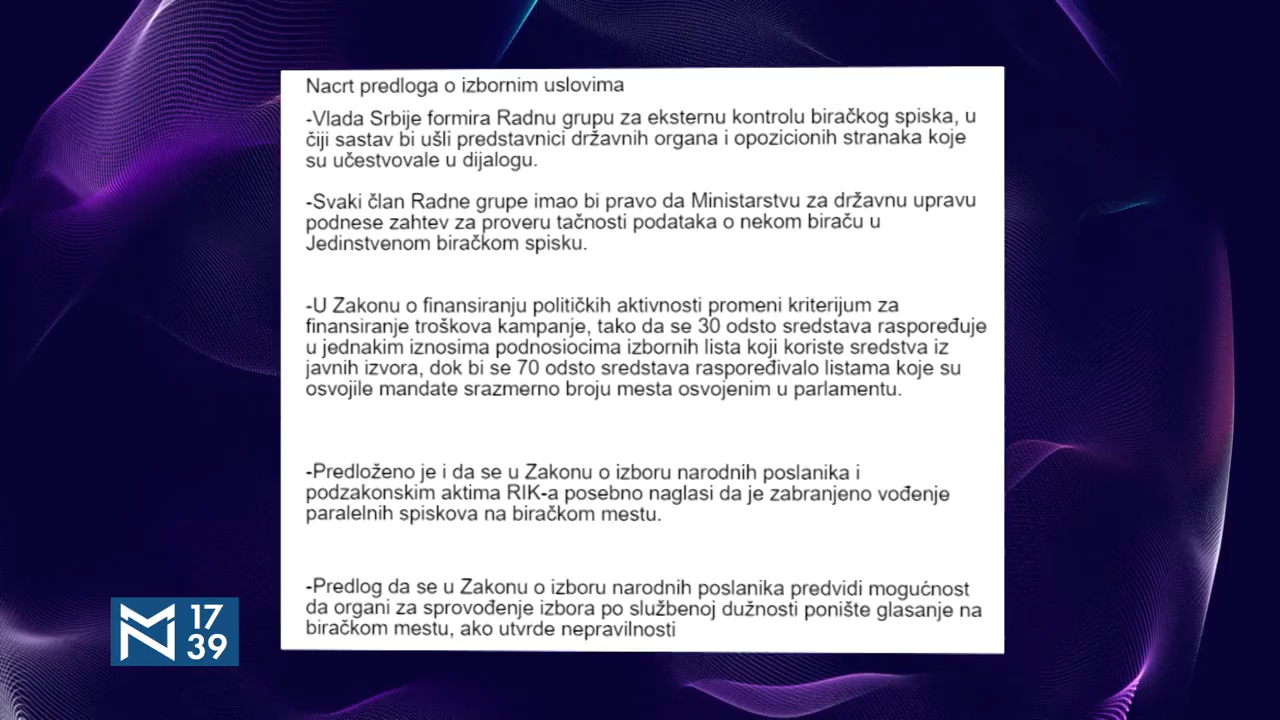 Nacrt predloga o izbornim uslovima
-Vlada Srbije formira Radnu grupu za eksternu kontrolu biračkog spiska, u
čiji sastav bi ušli predstavnici državnih organa i opozicionih stranaka koje
su učestvovale u dijalogu.
-Svaki član Radne grupe imao bi pravo da Ministarstvu za državnu upravu
podnese zahtev za proveru tačnosti podataka o nekom biraču u
Jedinstvenom biračkom spisku.
-U Zakonu o finansiranju političkih aktivnosti promeni kriterijum za
finansiranje troškova kampanje, tako da se 30 odsto sredstava raspoređuje
u jednakim iznosima podnosiocima izbornih lista koji koriste sredstva iz
javnih izvora, dok bi se 70 odsto sredstava raspoređivalo listama koje su
osvojile mandate srazmerno broju mesta osvojenim u parlamentu.
-Predloženo je i da se u Zakonu o izboru narodnih poslanika i
podzakonskim aktima RIK-a posebno naglasi da je zabranjeno vođenje
paralelnih spiskova na biračkom mestu.
-Predlog da se u Zakonu o izboru narodnih poslanika predvidi mogućnost
da organi za sprovođenje izbora po službenoj dužnosti ponište glasanje na
biračkom mestu, ako utvrde nepravilnosti
N 17
39